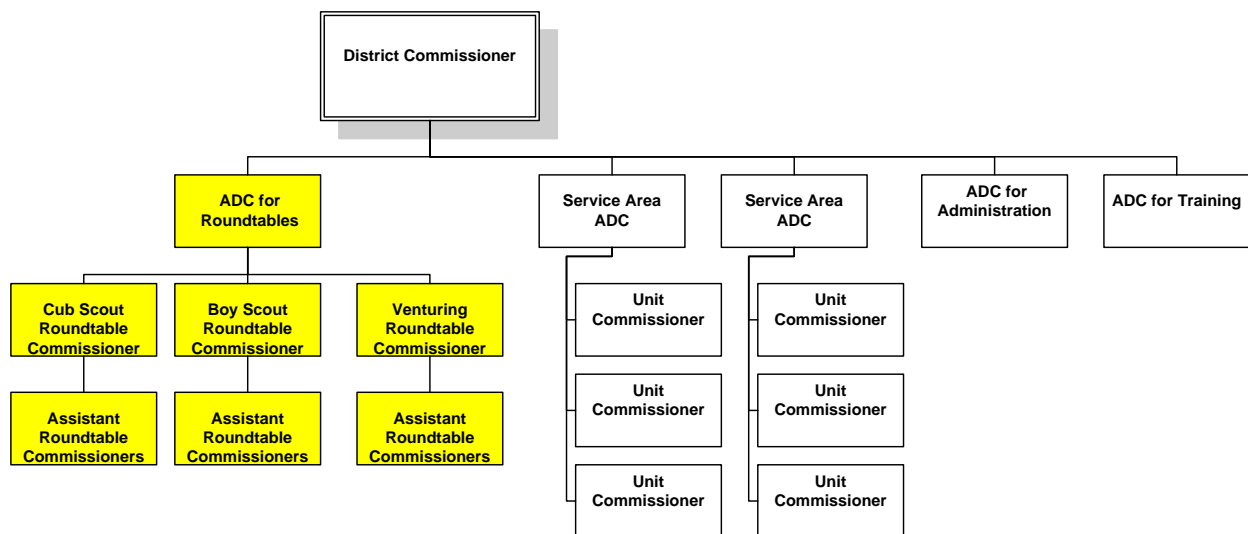 District Commissioner
ADC for
Roundtables
Service Area
ADC
Service Area
ADC
ADC for
Administration
ADC for Training
Cub Scout
Roundtable
Commissioner
Boy Scout
Roundtable
Commissioner
Venturing
Roundtable
Commissioner
Unit
Commissioner
Unit
Commissioner
Assistant
Roundtable
Commissioners
Assistant
Roundtable
Commissioners
Assistant
Roundtable
Commissioners
Unit
Commissioner
Unit
Commissioner
Unit
Commissioner
Unit
Commissioner